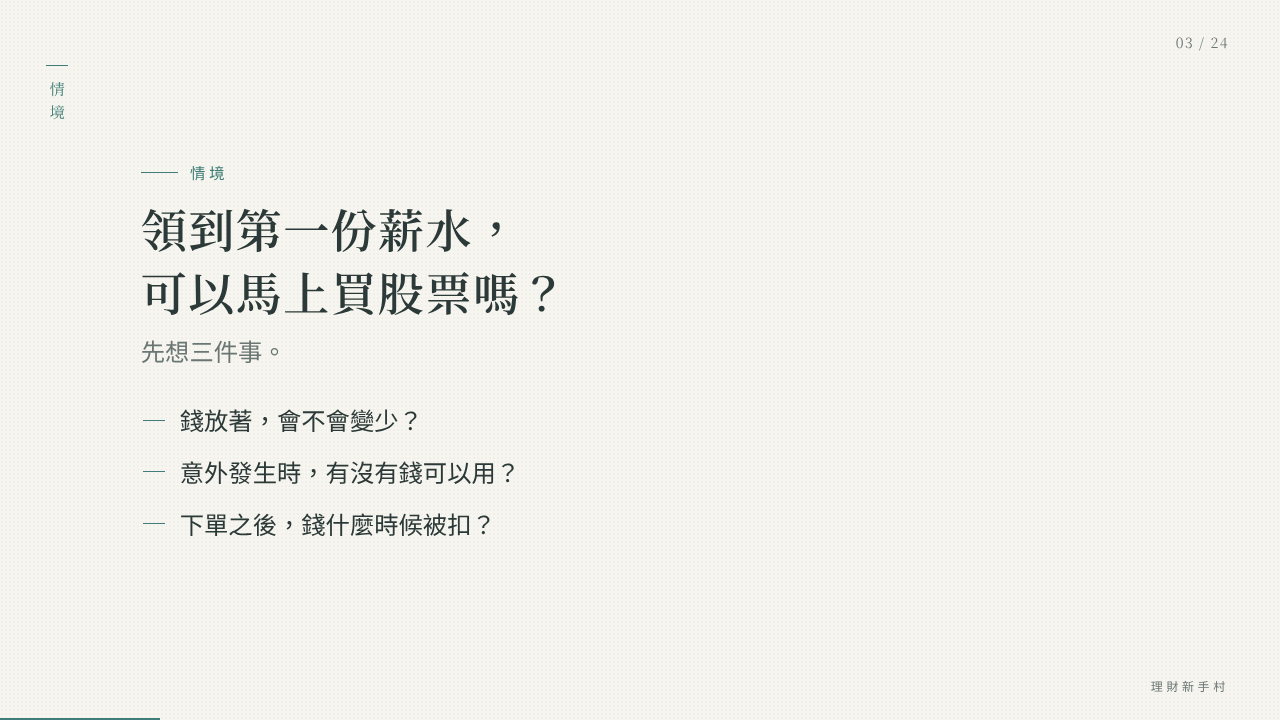 03 / 24
情境
情境
領到第一份薪水，
可以馬上買股票嗎？
先想三件事。
錢放著，會不會變少？
意外發生時，有沒有錢可以用？
下單之後，錢什麼時候被扣？
理財新手村